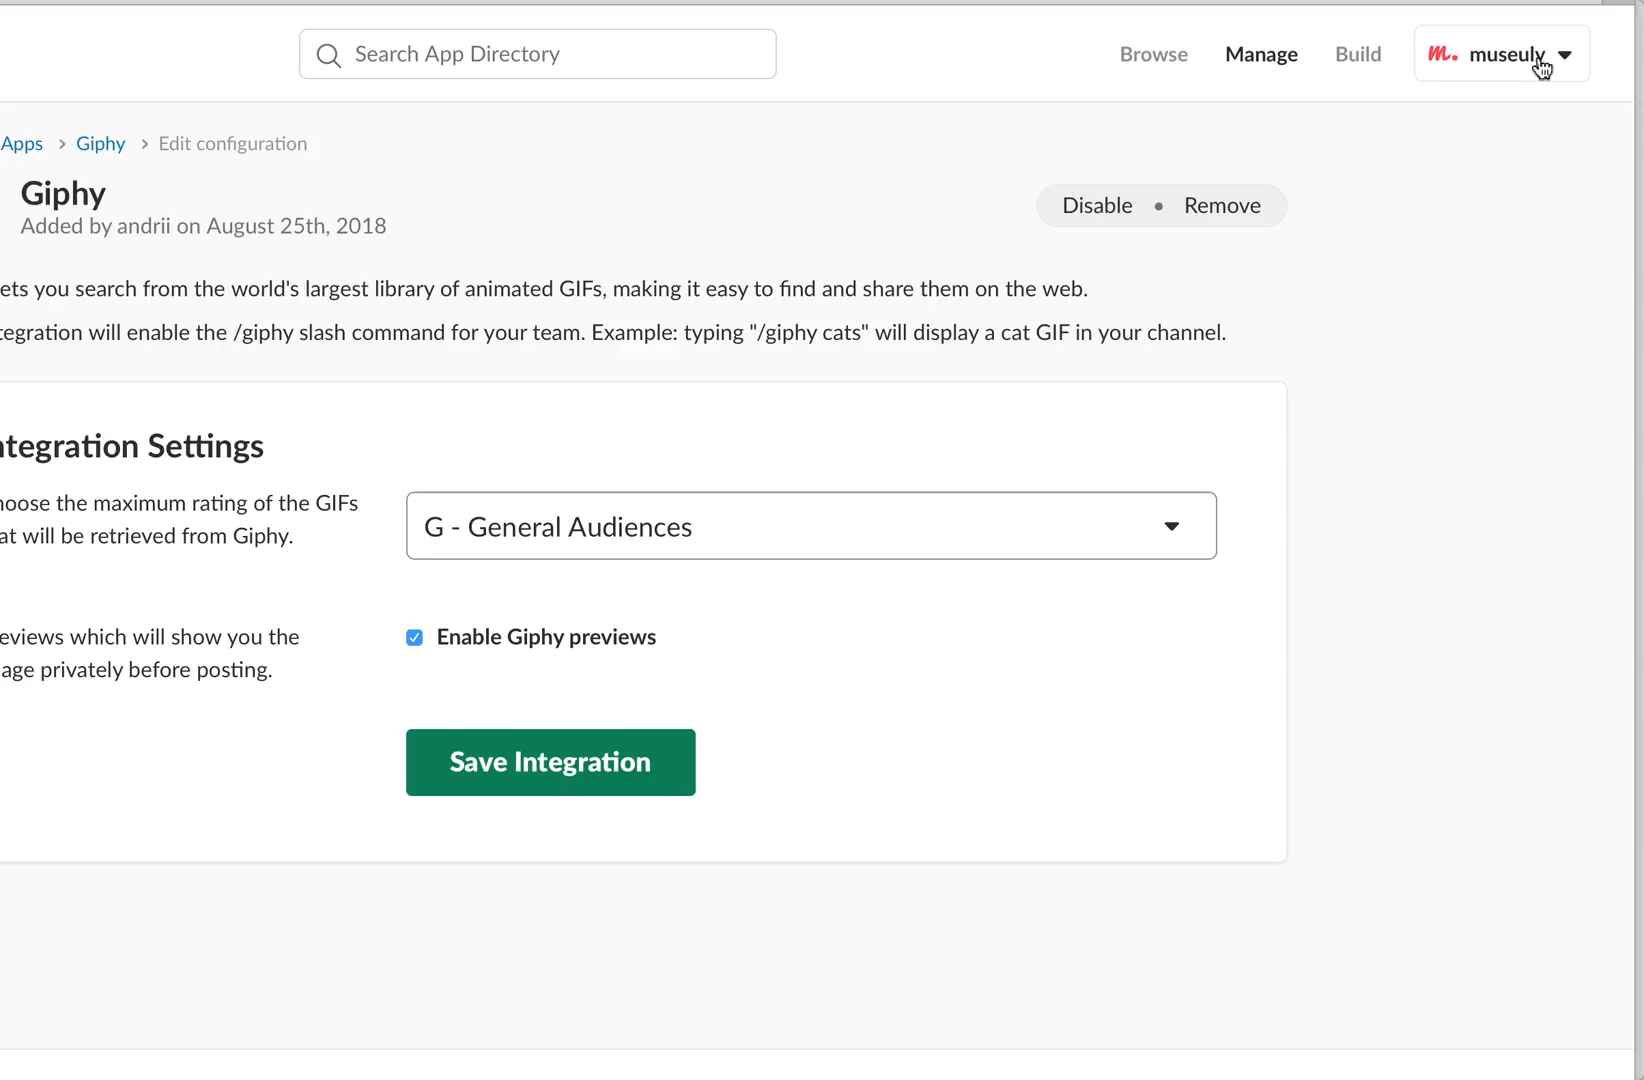 Search App Directory
Browse Manage Build m. museuly
Apps > Giphy > Edit configuration
Giphy
Added by andrii on August 25th, 2018
Disable • Remove
ets you search from the world's largest library of animated GIFs, making it easy to find and share them on the web.
tegration will enable the /giphy slash command for your team. Example: typing "/giphy cats" will display a cat GIF in your channel.
ntegration Settings
hoose the maximum rating of the GIFs
at will be retrieved from Giphy.
G - General Audiences
eviews which will show you the
age privately before posting.
Enable Giphy previews
Save Integration